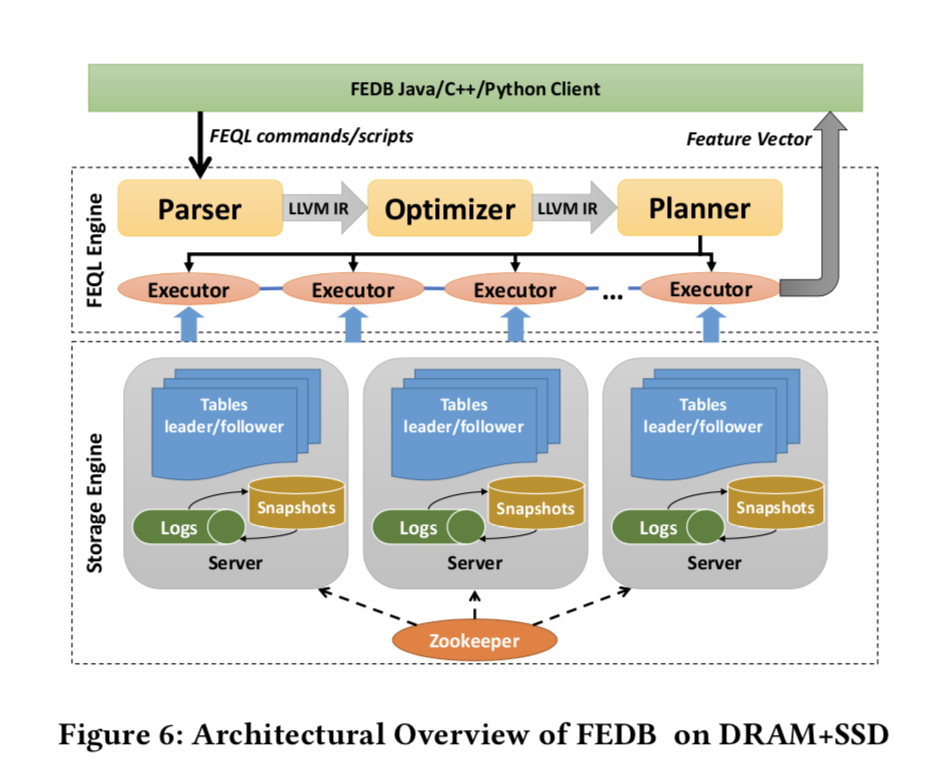 FEDB Java/C++/Python Client
FEQL commands/scripts
Feature Vector
FEQL Engine
Parser
LLVM IR
Optimizer
LLVM IR
Planner
Executor
Executor
Executor
...
Executor
Storage Engine
Tables
leader/follower
Logs
Snapshots
Server
Tables
leader/follower
Logs
Snapshots
Server
Tables
leader/follower
Logs
Snapshots
Server
Zookeeper
Figure 6: Architectural Overview of FEDB on DRAM+SSD